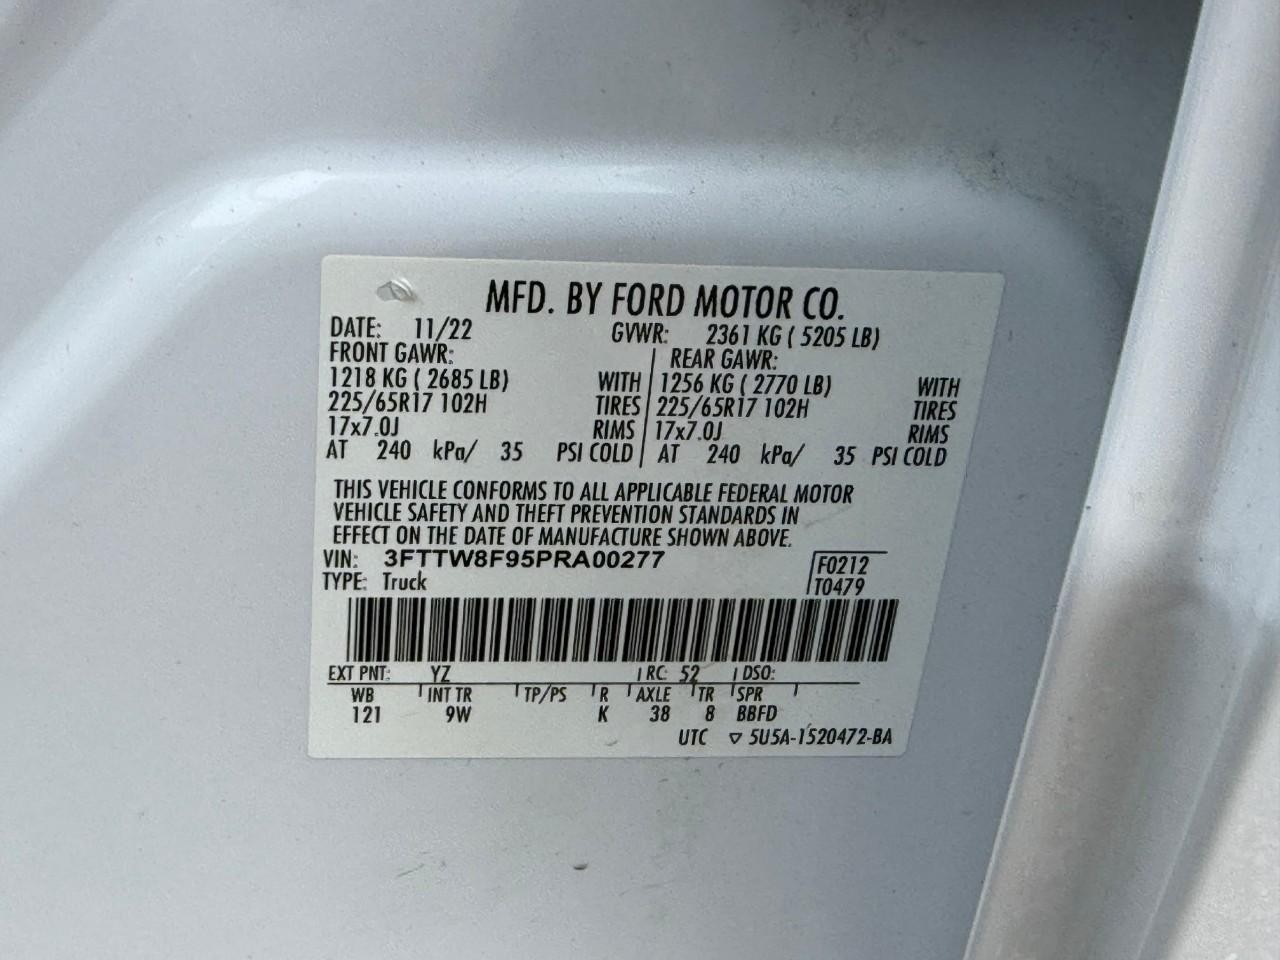 MFD. BY FORD MOTOR CO.
DATE: 11/22 GVWR: 2361 KG ( 5205 LB)
FRONT GAWR: REAR GAWR:
1218 KG ( 2685 LB) WITH 1256 KG ( 2770 LB) WITH
225/65R17 102H TIRES 225/65R17 102H TIRES
17x7.0J RIMS 17x7.0J RIMS
AT 240 kPa/ 35 PSI COLD AT 240 kPa/ 35 PSI COLD
THIS VEHICLE CONFORMS TO ALL APPLICABLE FEDERAL MOTOR
VEHICLE SAFETY AND THEFT PREVENTION STANDARDS IN
EFFECT ON THE DATE OF MANUFACTURE SHOWN ABOVE.
VIN: 3FTTW8F95PRA00277 F0212
TYPE: Truck T0479
EXT PNT: YZ RC: 52 DSO:
WB INT TR TP/PS R AXLE TR SPR
121 9W K 38 8 BBFD
UTC ▽ 5U5A-1520472-BA